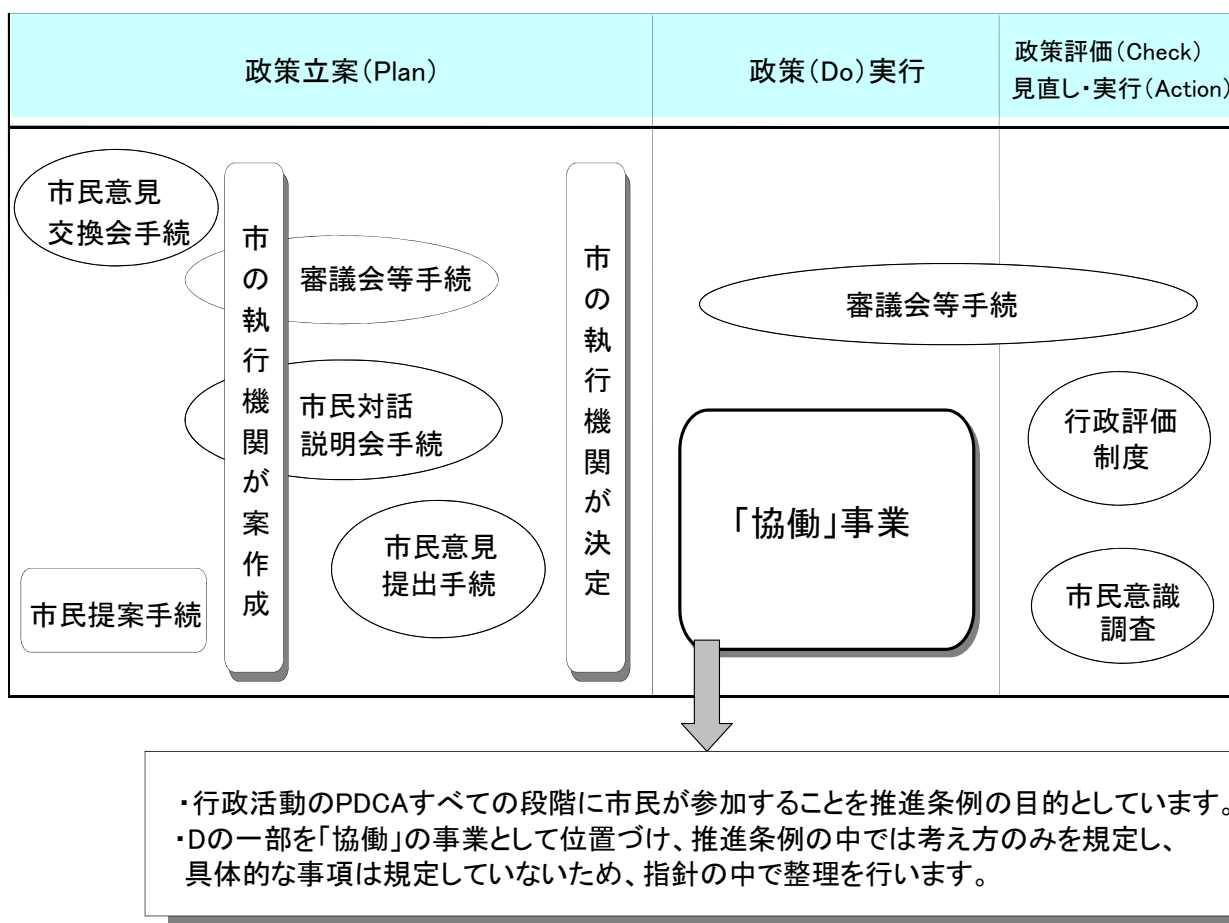 政策立案(Plan)
政策(Do)実行
政策評価(Check)
見直し・実行(Action)
市民意見
交換会手続
市の執行機関が案作成
審議会等手続
市民対話
説明会手続
市民意見
提出手続
市民提案手続
市の執行機関が決定
審議会等手続
「協働」事業
行政評価
制度
市民意識
調査
・行政活動のPDCAすべての段階に市民が参加することを推進条例の目的としています。
・Dの一部を「協働」の事業として位置づけ、推進条例の中では考え方のみを規定し、
具体的な事項は規定していないため、指針の中で整理を行います。